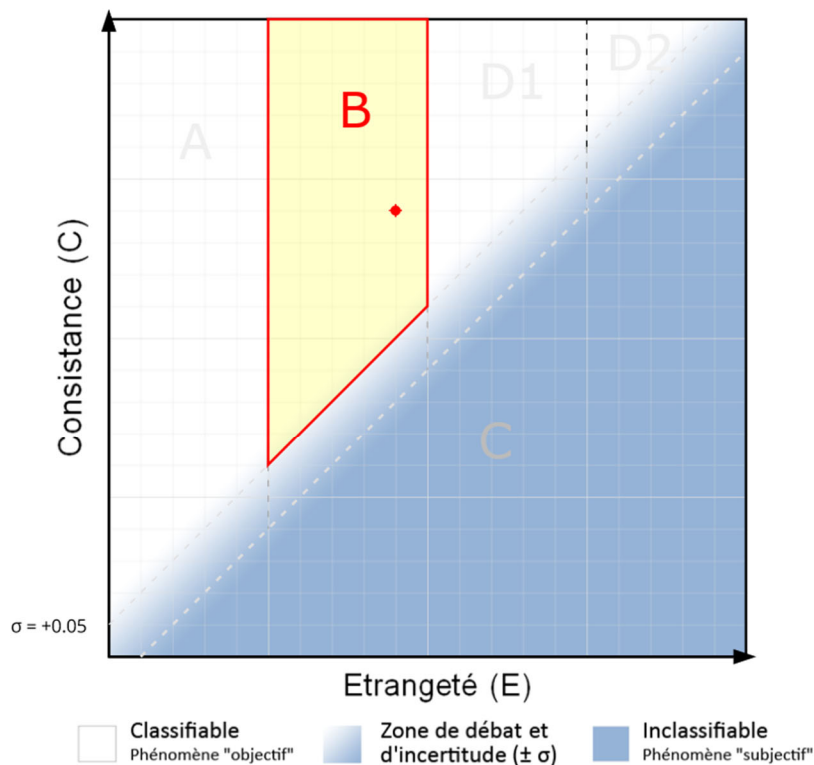 D1
D2
B
A
Consistance (C)
C
σ = +0.05
Etrangeté (E)
Classifiable
Phénomène "objectif"
Zone de débat et
d'incertitude (± σ)
Inclassifiable
Phénomène "subjectif"